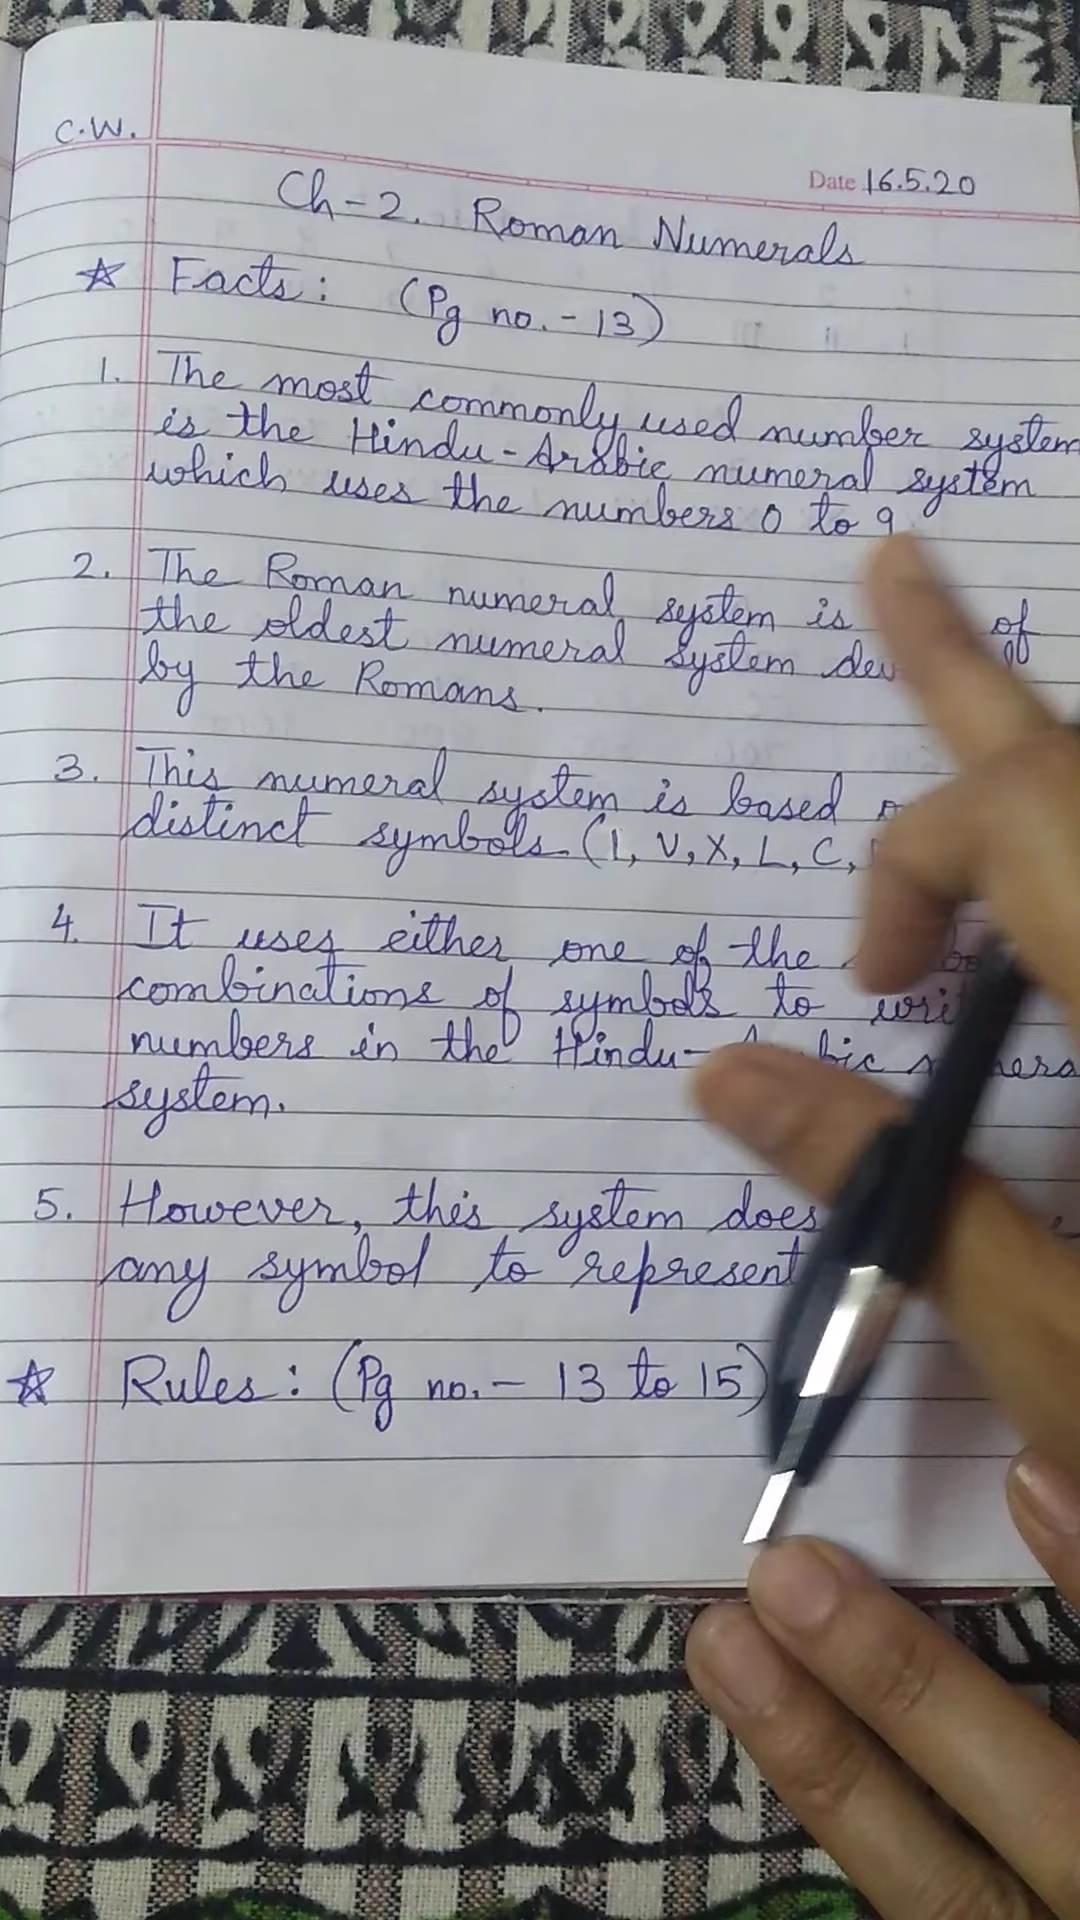 C.W.
Date 16.5.20
Ch-2. Roman Numerals
☆ Facts: (Pg no. - 13)
1. The most commonly used number system
is the Hindu-Arabic numeral system
which uses the numbers 0 to 9
2. The Roman numeral system is of
the oldest numeral system
by the Romans.
3. This numeral system is based
distinct symbols. (I, V, X, L, C,
4. It uses either one of the
combinations of symbols to
numbers in the Hindu-
system.
5. However, this system does
any symbol to represent
☆ Rules: (Pg no. - 13 to 15)